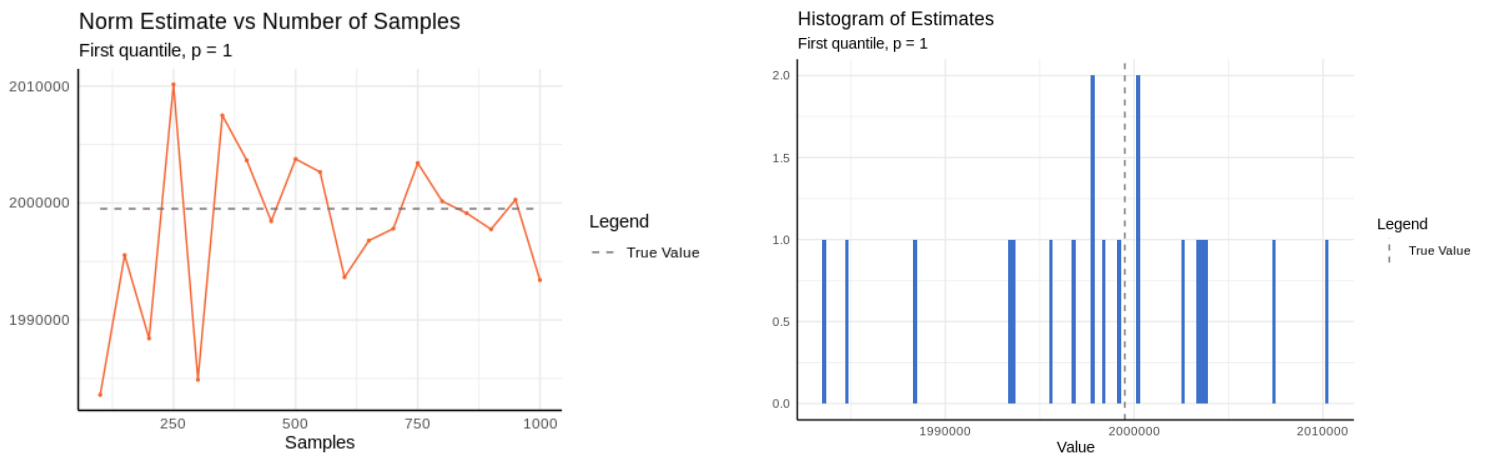 Norm Estimate vs Number of Samples
First quantile, p = 1
2010000
2000000
1990000
250 500 750 1000
Samples
Legend
True Value
Histogram of Estimates
First quantile, p = 1
2.0
1.5
1.0
0.5
0.0
1990000 2000000 2010000
Value
Legend
True Value